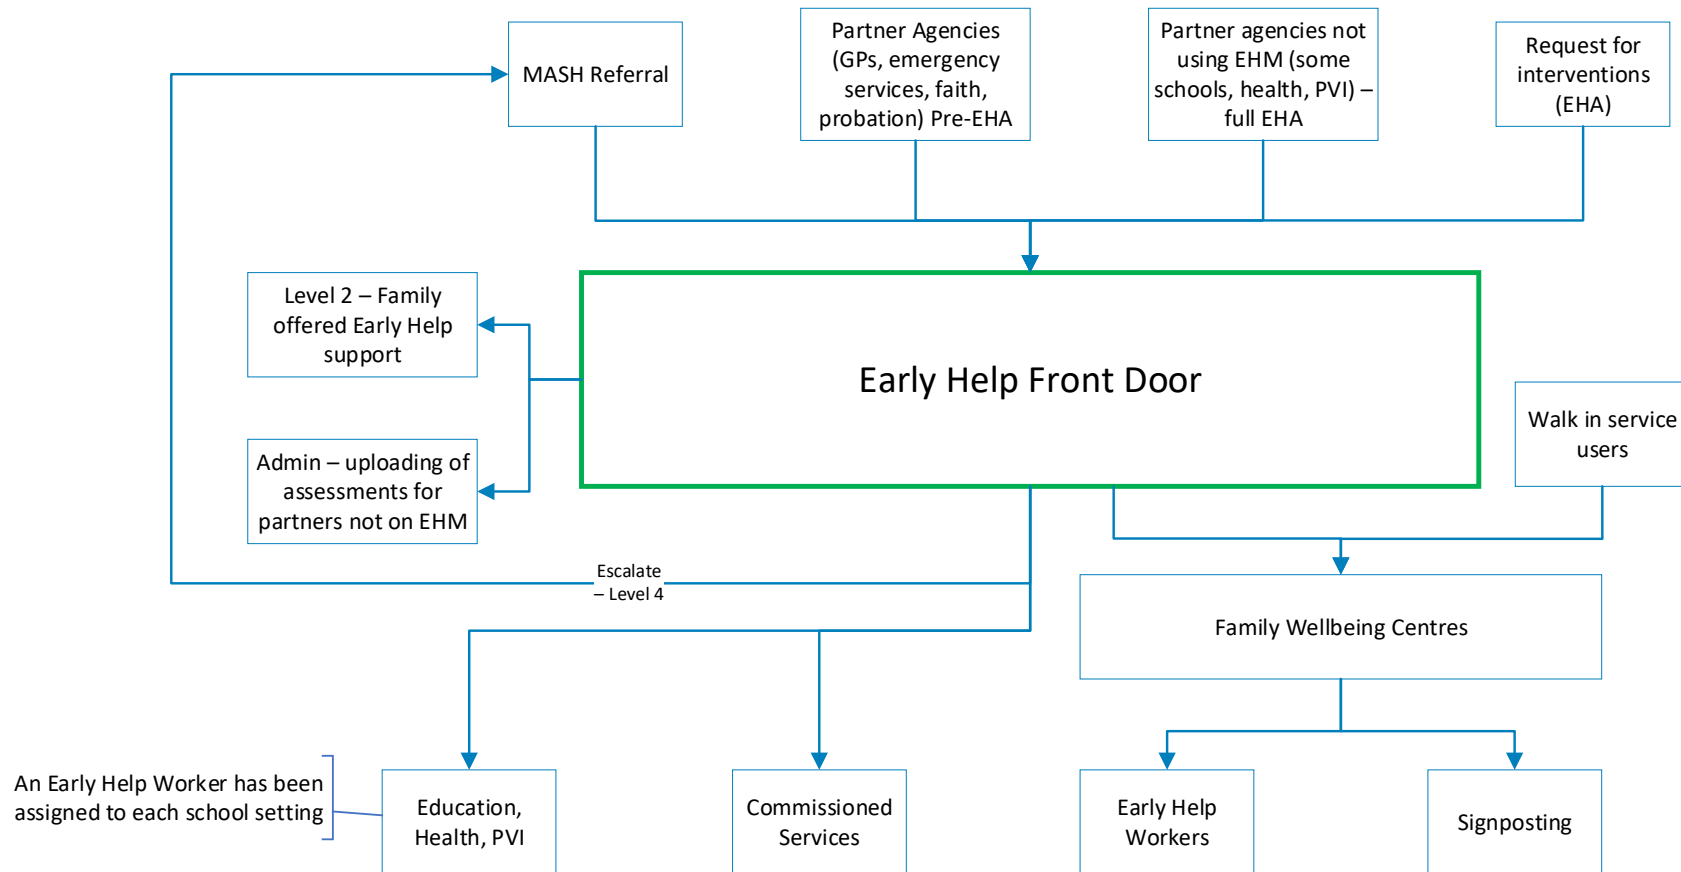 MASH Referral
Partner Agencies
(GPs, emergency
services, faith,
probation) Pre-EHA
Partner agencies not
using EHM (some
schools, health, PVI) –
full EHA
Request for
interventions
(EHA)
Level 2 – Family
offered Early Help
support
Early Help Front Door
Walk in service
users
Admin – uploading of
assessments for
partners not on EHM
Escalate
– Level 4
Family Wellbeing Centres
An Early Help Worker has been
assigned to each school setting
Education,
Health, PVI
Commissioned
Services
Early Help
Workers
Signposting